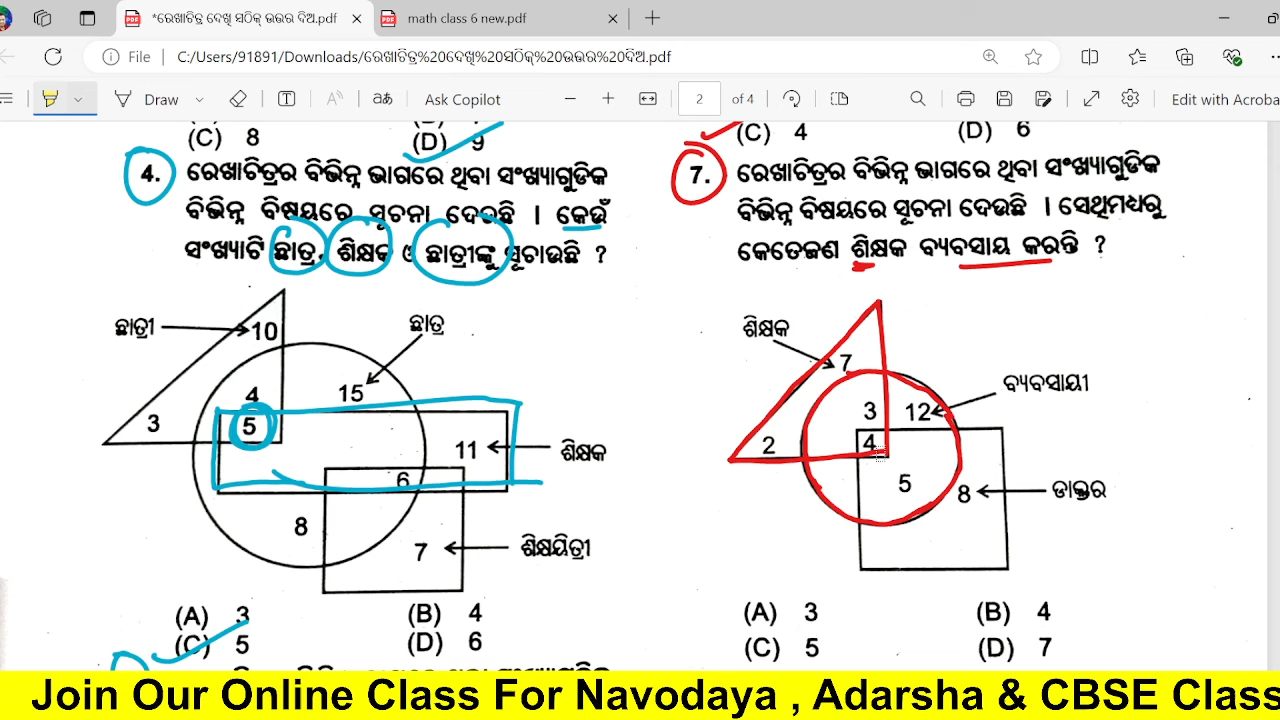 *ରେଖାଚିତ୍ର ଦେଖି ସଠିକ୍ ଉତ୍ତର ଦିଅ.pdf
math class 6 new.pdf
File
C:/Users/91891/Downloads/ରେଖାଚିତ୍ର%20ଦେଖି%20ସଠିକ୍%20ଉତ୍ତର%20ଦିଅ.pdf
Draw
Ask Copilot
2
of 4
Edit with Acroba
(C) 8
(D) 9
4. ରେଖାଚିତ୍ରର ବିଭିନ୍ନ ଭାଗରେ ଥିବା ସଂଖ୍ୟାଗୁଡିକ
ବିଭିନ୍ନ ବିଷୟରେ ସୂଚନା ଦେଉଛି । କେଉଁ
ସଂଖ୍ୟାଟି ଛାତ୍ର, ଶିକ୍ଷକ ଓ ଛାତ୍ରୀଙ୍କୁ ସୂଚାଉଛି ?
ଛାତ୍ରୀ
10
ଛାତ୍ର
4
15
3
5
11
ଶିକ୍ଷକ
6
8
7
ଶିକ୍ଷୟିତ୍ରୀ
(A) 3
(B) 4
(C) 5
(D) 6
(C) 4
(D) 6
7. ରେଖାଚିତ୍ରର ବିଭିନ୍ନ ଭାଗରେ ଥିବା ସଂଖ୍ୟାଗୁଡିକ
ବିଭିନ୍ନ ବିଷୟରେ ସୂଚନା ଦେଉଛି । ସେଥିମଧ୍ୟରୁ
କେତେଜଣ ଶିକ୍ଷକ ବ୍ୟବସାୟ କରନ୍ତି ?
ଶିକ୍ଷକ
7
ବ୍ୟବସାୟୀ
3
12
2
4
5
8
ଡାକ୍ତର
(A) 3
(B) 4
(C) 5
(D) 7
Join Our Online Class For Navodaya , Adarsha & CBSE Class